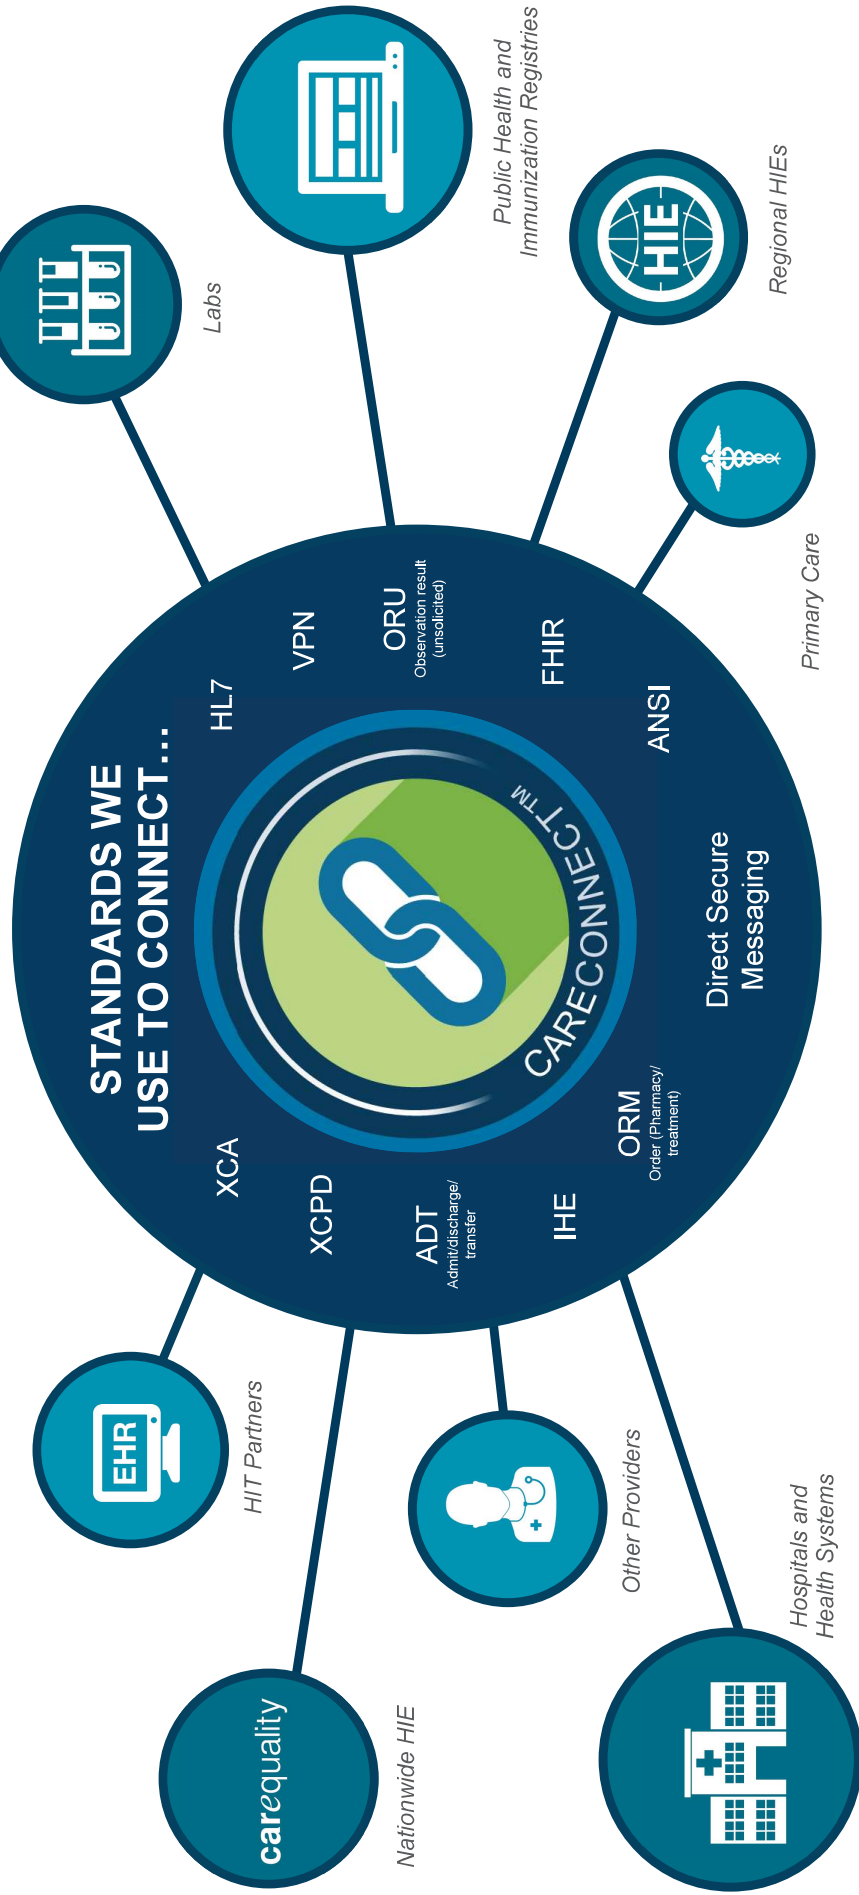 STANDARDS WE
USE TO CONNECT...
XCA
XCPD
ADT
Admit/discharge/
transfer
IHE
ORM
Order (Pharmacy/
treatment)
Direct Secure
Messaging
HL7
VPN
ORU
Observation result
(unsolicited)
FHIR
ANSI
CARECONNECT™
EHR
HIT Partners
carequality
Nationwide HIE
Other Providers
Hospitals and
Health Systems
Labs
Public Health and
Immunization Registries
HIE
Regional HIEs
Primary Care